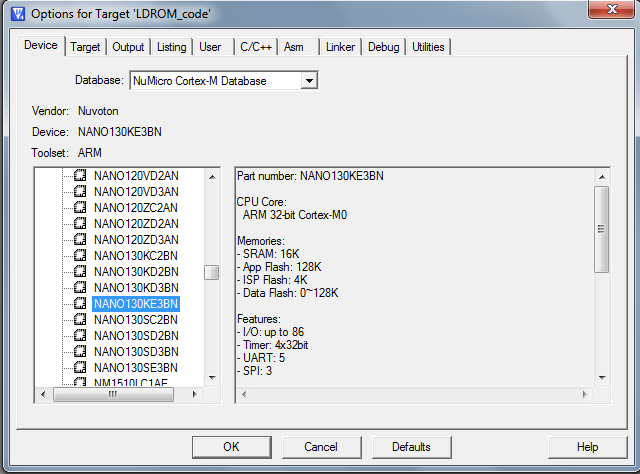 Options for Target 'LDROM_code'
Device Target Output Listing User C/C++ Asm Linker Debug Utilities
Database: NuMicro Cortex-M Database
Vendor: Nuvoton
Device: NANO130KE3BN
Toolset: ARM
NANO120VD2AN
NANO120VD3AN
NANO120ZC2AN
NANO120ZD2AN
NANO120ZD3AN
NANO130KC2BN
NANO130KD2BN
NANO130KD3BN
NANO130KE3BN
NANO130SC2BN
NANO130SD2BN
NANO130SD3BN
NANO130SE3BN
NM1510LC1AE
Part number: NANO130KE3BN
CPU Core:
ARM 32-bit Cortex-M0
Memories:
- SRAM: 16K
- App Flash: 128K
- ISP Flash: 4K
- Data Flash: 0~128K
Features:
- I/O: up to 86
- Timer: 4x32bit
- UART: 5
- SPI: 3
OK Cancel Defaults Help